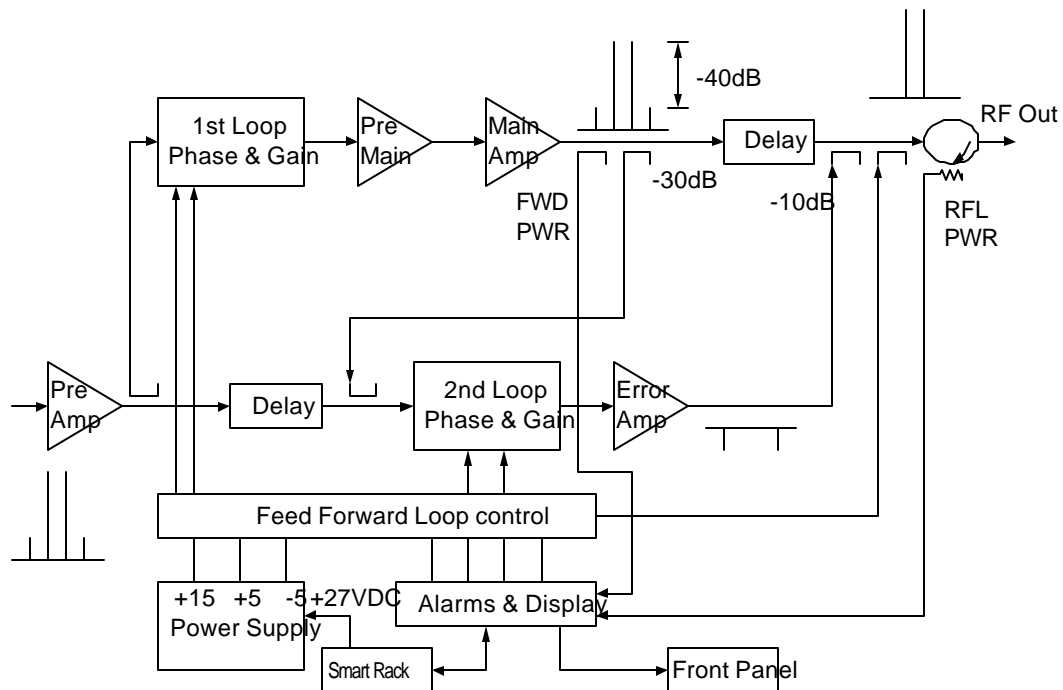 -40dB
RF Out
1st Loop
Phase & Gain
Pre
Main
Main
Amp
Delay
-30dB
-10dB
FWD
PWR
RFL
PWR
Pre
Amp
Delay
2nd Loop
Phase & Gain
Error
Amp
Feed Forward Loop control
+15 +5 -5 +27VDC
Power Supply
Alarms & Display
Smart Rack
Front Panel